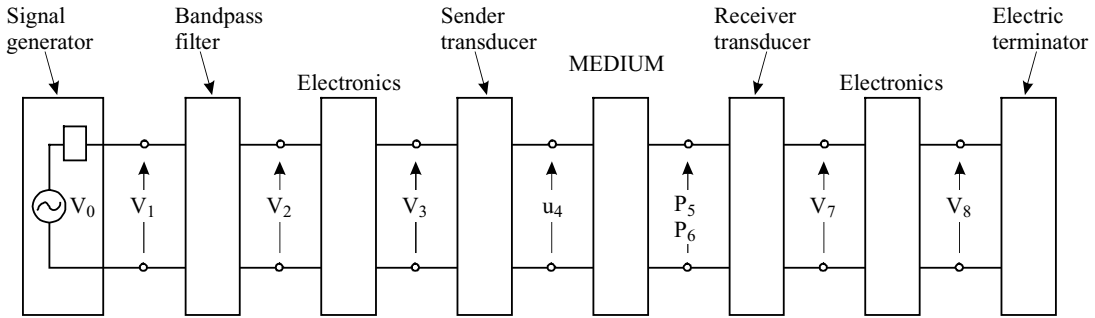 Signal
generator
Bandpass
filter
Electronics
Sender
transducer
MEDIUM
Receiver
transducer
Electronics
Electric
terminator
V₀
V₁
V₂
V₃
u₄
P₅
P₆
V₇
V₈